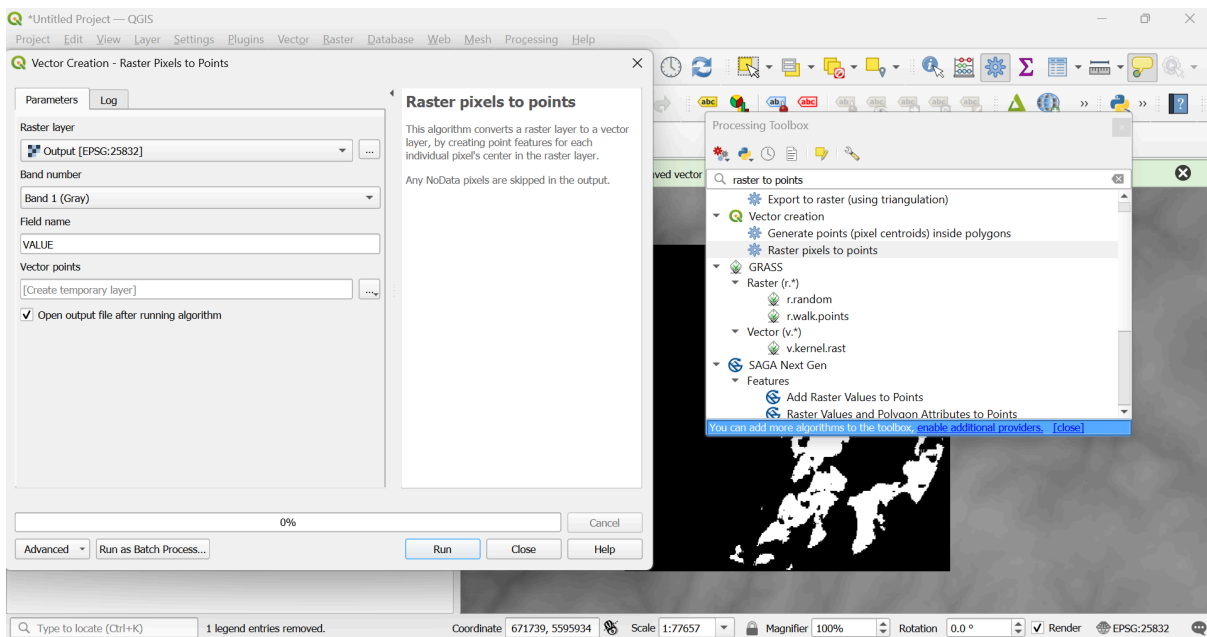 *Untitled Project — QGIS
Project Edit View Layer Settings Plugins Vector Raster Database Web Mesh Processing Help
Vector Creation - Raster Pixels to Points
Parameters Log
Raster layer
Output [EPSG:25832]
...
Band number
Band 1 (Gray)
Field name
VALUE
Vector points
[Create temporary layer]
...
Open output file after running algorithm
Raster pixels to points
This algorithm converts a raster layer to a vector
layer, by creating point features for each
individual pixel's center in the raster layer.
Any NoData pixels are skipped in the output.
0%
Cancel
Advanced Run as Batch Process... Run Close Help
abc abc abc abc abc abc abc abc » » ?
aved vector
Processing Toolbox
raster to points
Export to raster (using triangulation)
Vector creation
Generate points (pixel centroids) inside polygons
Raster pixels to points
GRASS
Raster (r.*)
r.random
r.walk.points
Vector (v.*)
v.kernel.rast
SAGA Next Gen
Features
Add Raster Values to Points
Raster Values and Polygon Attributes to Points
You can add more algorithms to the toolbox, enable additional providers. [close]
Type to locate (Ctrl+K) 1 legend entries removed. Coordinate 671739, 5595934 Scale 1:77657 Magnifier 100% Rotation 0.0 ° Render EPSG:25832